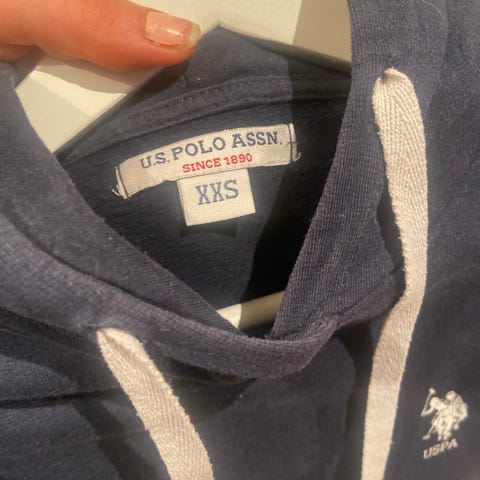 U.S. POLO ASSN.
SINCE 1890
XXS
USPA